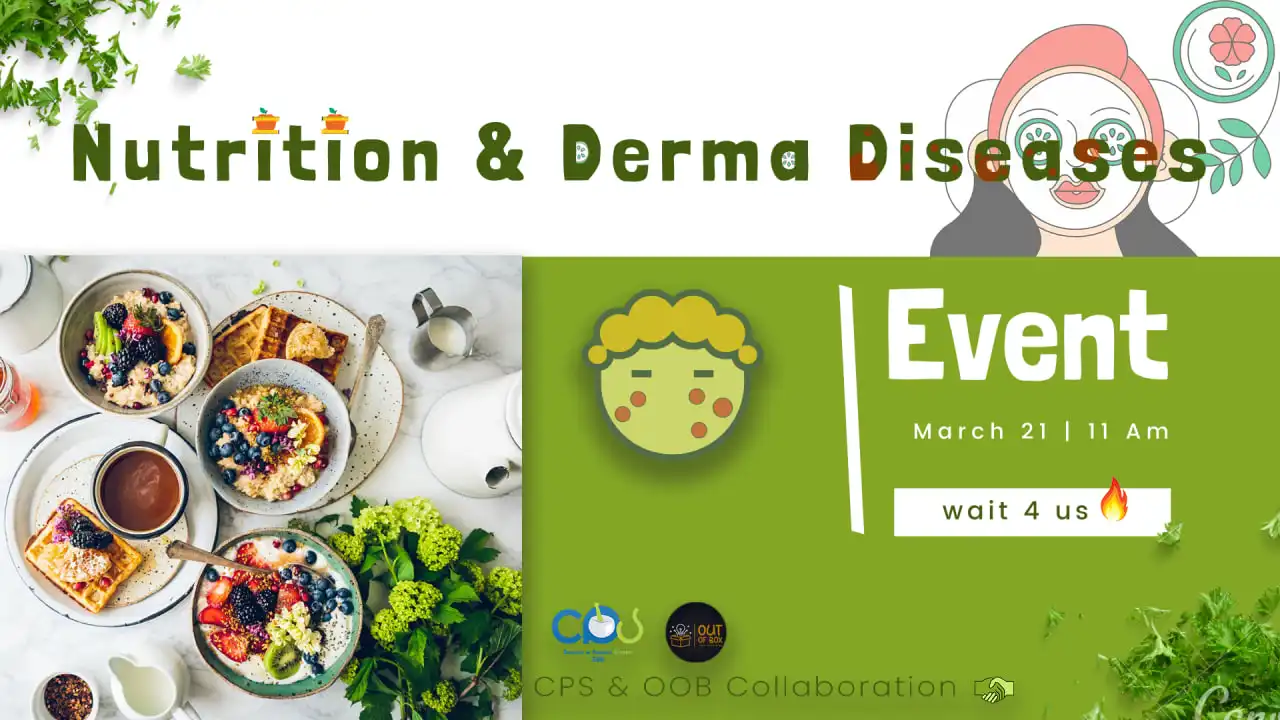 Nutrition & Derma Diseases
Event
March 21 | 11 Am
wait 4 us
CPS
OUT
OF BOX
CPS & OOB Collaboration